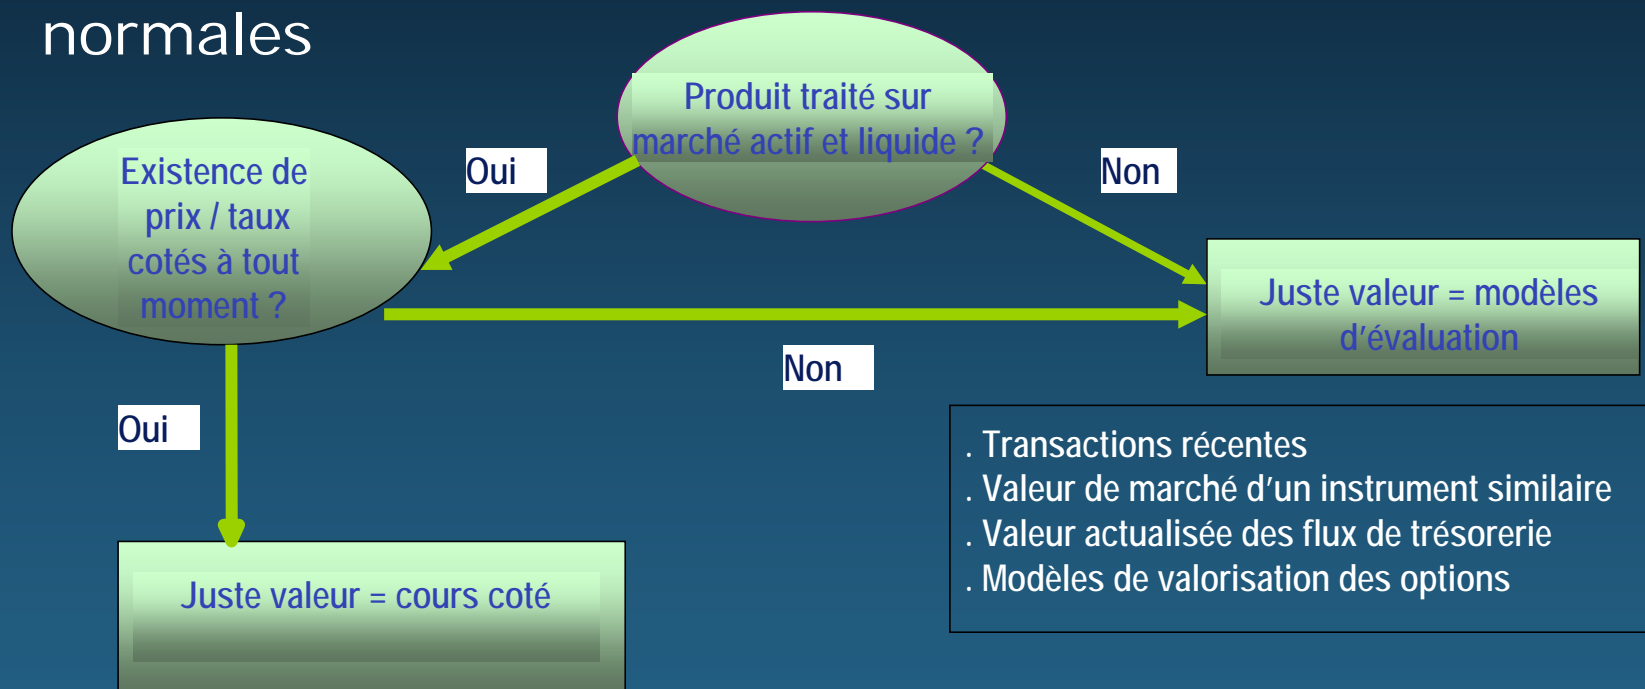 normales
Produit traité sur
marché actif et liquide ?
Oui
Non
Existence de
prix / taux
cotés à tout
moment ?
Juste valeur = modèles
d’évaluation
Non
Oui
. Transactions récentes
. Valeur de marché d’un instrument similaire
. Valeur actualisée des flux de trésorerie
. Modèles de valorisation des options
Juste valeur = cours coté